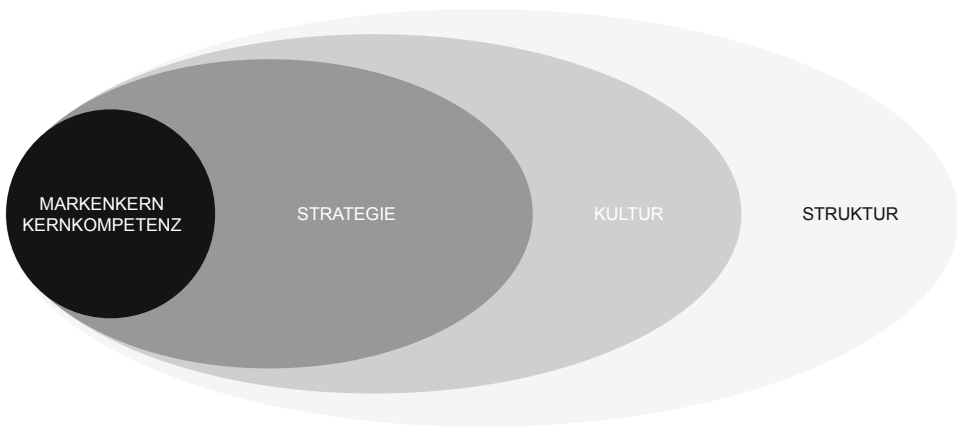 MARKENKERN
KERNKOMPETENZ
STRATEGIE
KULTUR
STRUKTUR